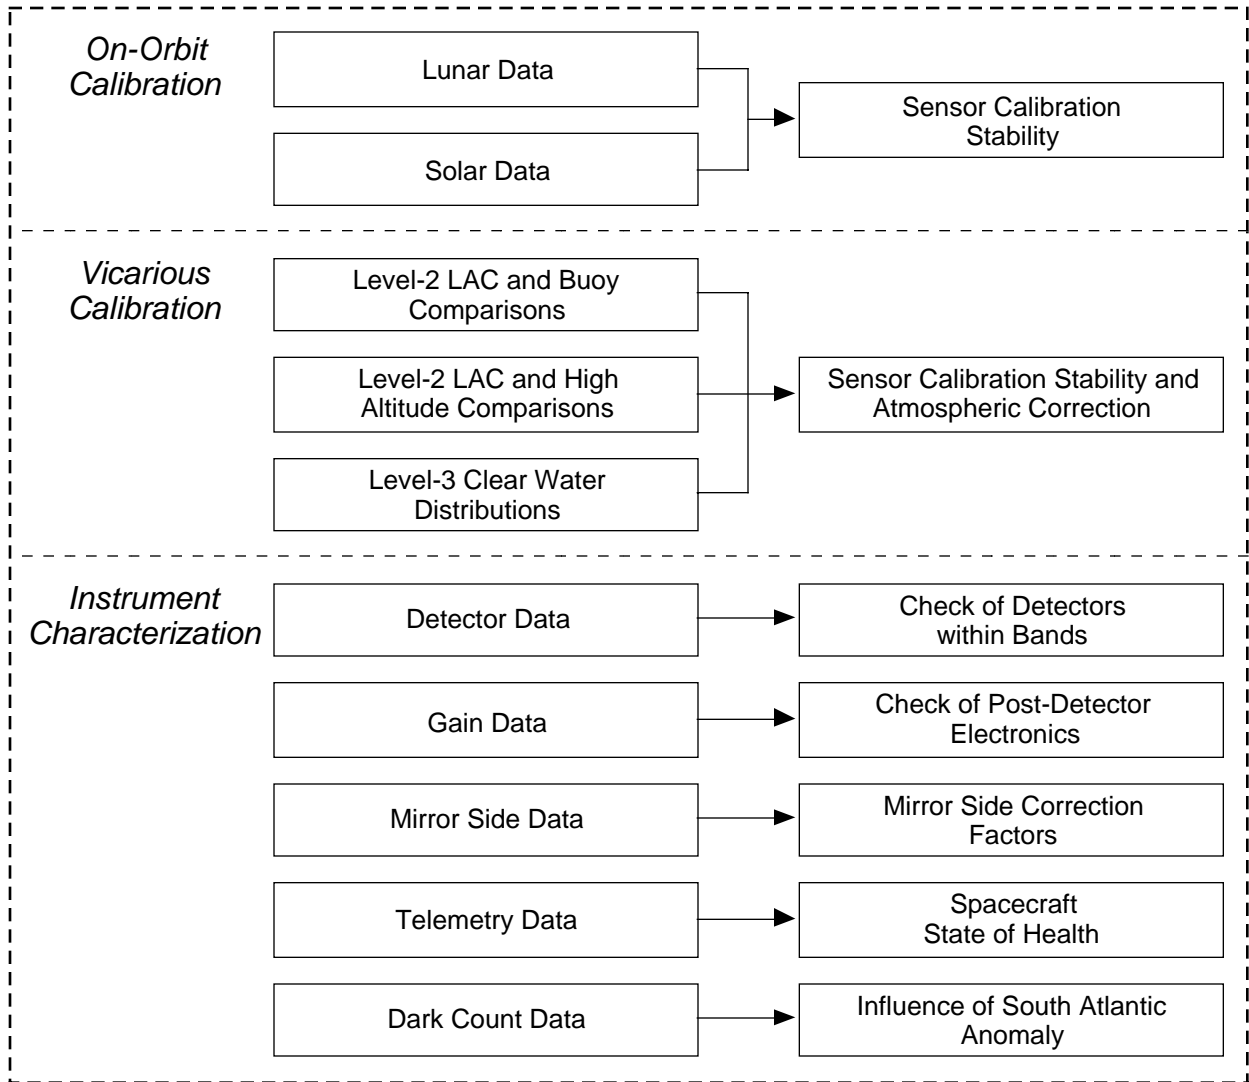 On-Orbit
Calibration
Lunar Data
Solar Data
Sensor Calibration
Stability
Vicarious
Calibration
Level-2 LAC and Buoy
Comparisons
Level-2 LAC and High
Altitude Comparisons
Level-3 Clear Water
Distributions
Sensor Calibration Stability and
Atmospheric Correction
Instrument
Characterization
Detector Data
Check of Detectors
within Bands
Gain Data
Check of Post-Detector
Electronics
Mirror Side Data
Mirror Side Correction
Factors
Telemetry Data
Spacecraft
State of Health
Dark Count Data
Influence of South Atlantic
Anomaly